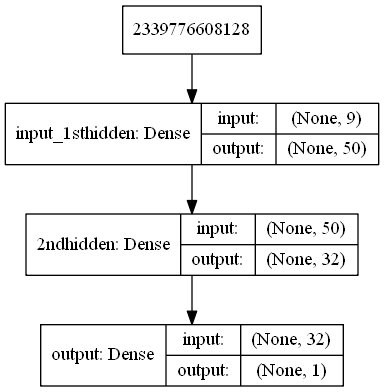 2339776608128
input_1sthidden: Dense
input: (None, 9)
output: (None, 50)
2ndhidden: Dense
input: (None, 50)
output: (None, 32)
output: Dense
input: (None, 32)
output: (None, 1)